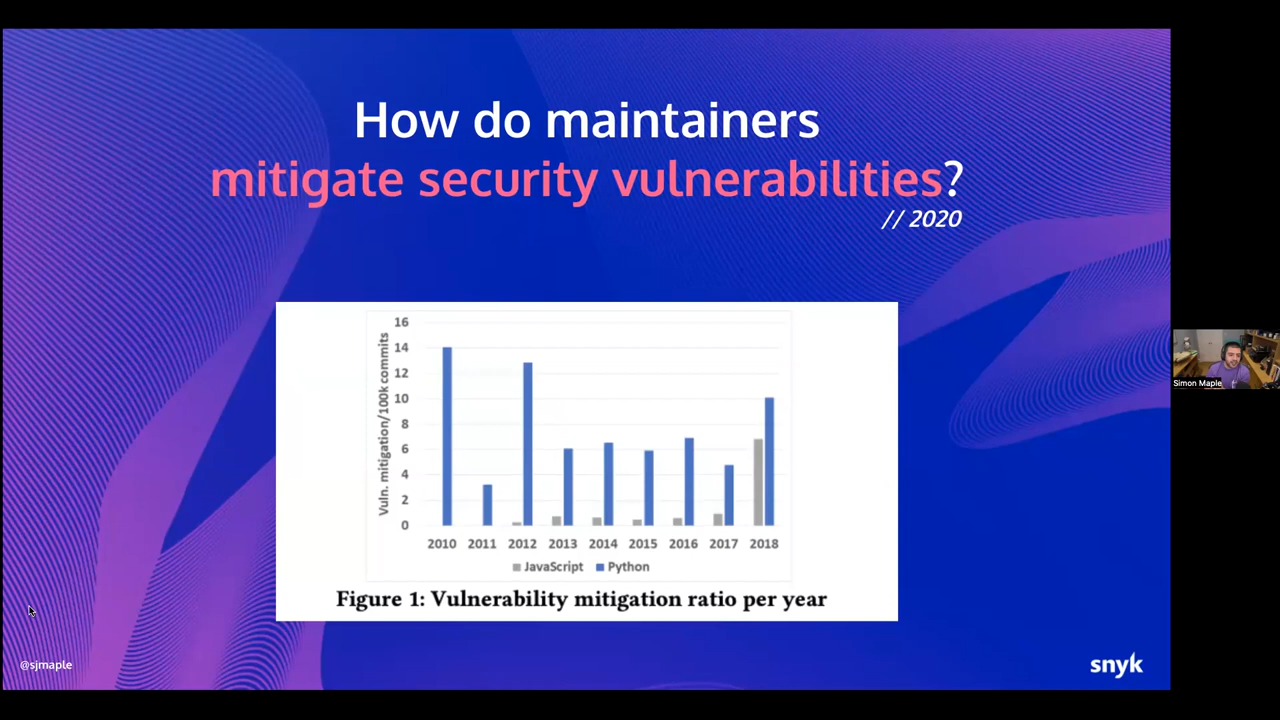 How do maintainers
mitigate security vulnerabilities?
// 2020
Vuln. mitigation/100k commits
16
14
12
10
8
6
4
2
0
2010 2011 2012 2013 2014 2015 2016 2017 2018
JavaScript Python
Figure 1: Vulnerability mitigation ratio per year
Simon Maple
@sjmaple
snyk